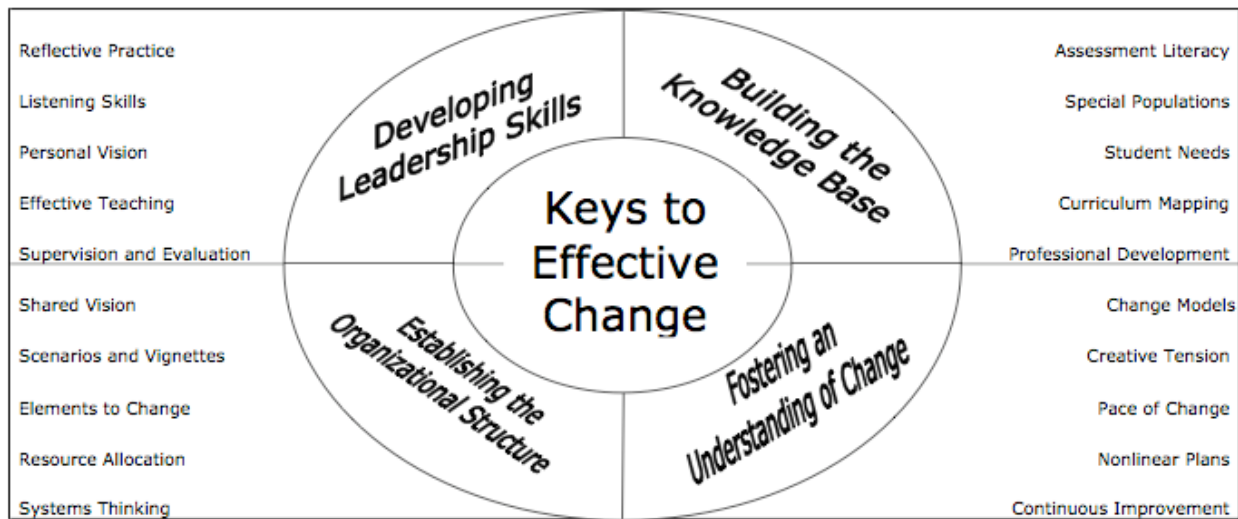 Reflective Practice
Listening Skills
Personal Vision
Effective Teaching
Supervision and Evaluation
Developing
Leadership Skills
Building the
Knowledge Base
Assessment Literacy
Special Populations
Student Needs
Curriculum Mapping
Professional Development
Keys to
Effective
Change
Shared Vision
Scenarios and Vignettes
Elements to Change
Resource Allocation
Systems Thinking
Establishing the
Organizational Structure
Fostering an
Understanding of Change
Change Models
Creative Tension
Pace of Change
Nonlinear Plans
Continuous Improvement